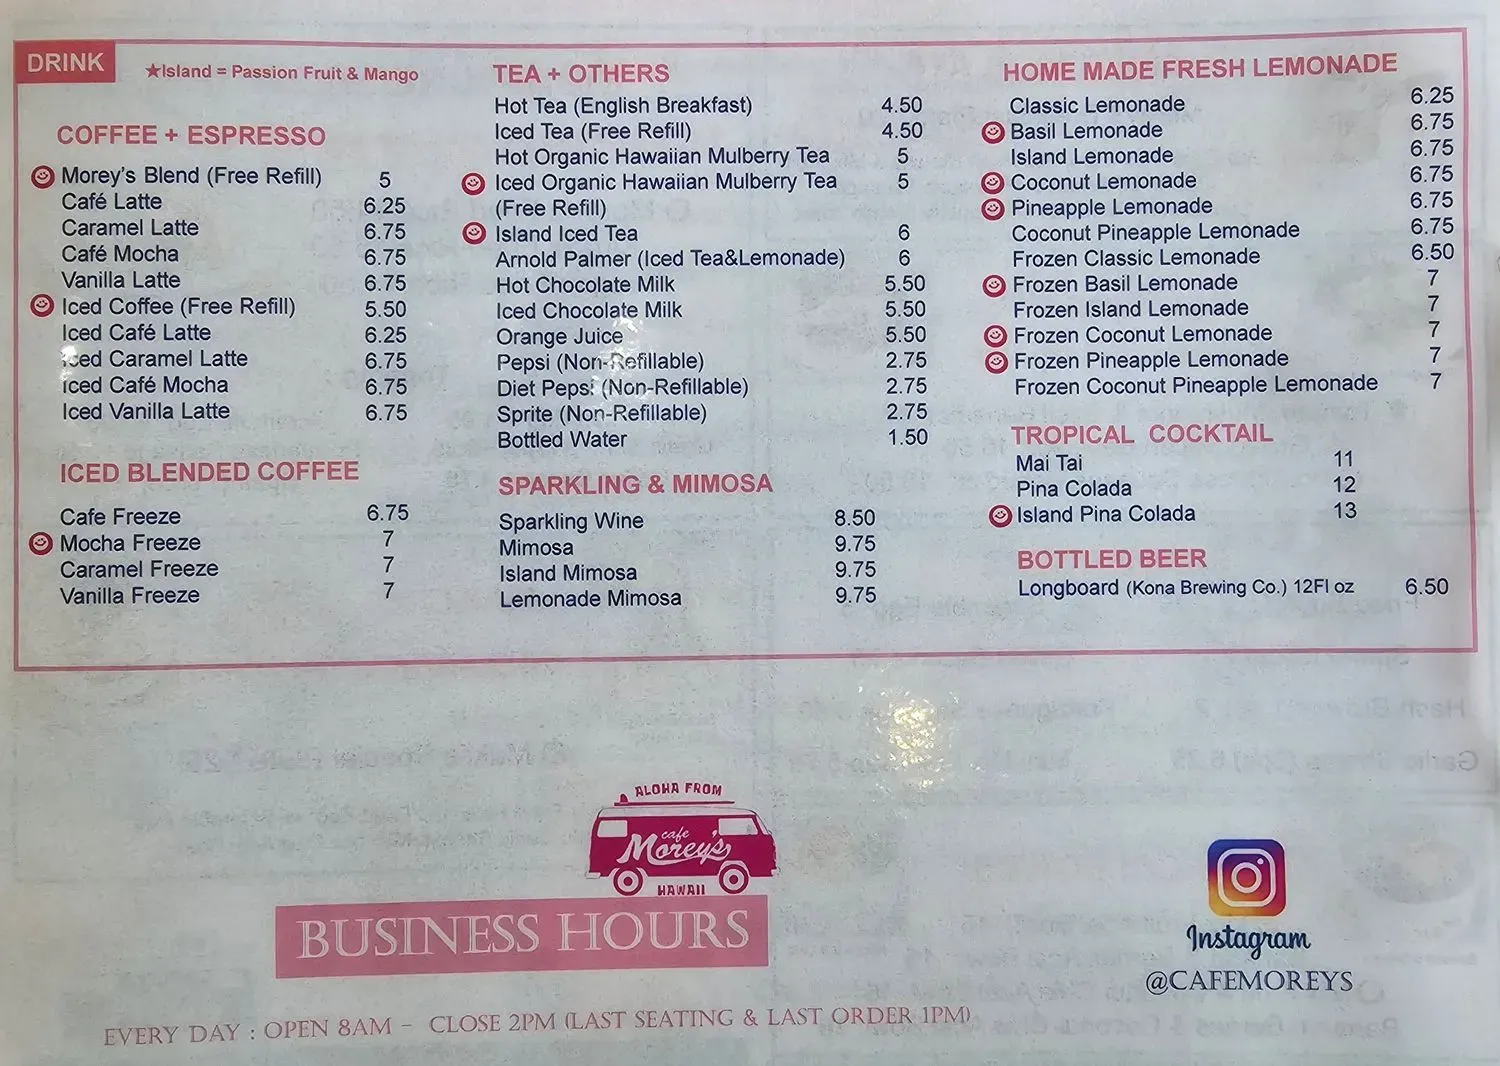 DRINK
★Island = Passion Fruit & Mango
COFFEE + ESPRESSO
Morey's Blend (Free Refill) 5
Café Latte 6.25
Caramel Latte 6.75
Café Mocha 6.75
Vanilla Latte 6.75
Iced Coffee (Free Refill) 5.50
Iced Café Latte 6.25
Iced Caramel Latte 6.75
Iced Café Mocha 6.75
Iced Vanilla Latte 6.75
ICED BLENDED COFFEE
Cafe Freeze 6.75
Mocha Freeze 7
Caramel Freeze 7
Vanilla Freeze 7
TEA + OTHERS
Hot Tea (English Breakfast) 4.50
Iced Tea (Free Refill) 4.50
Hot Organic Hawaiian Mulberry Tea 5
Iced Organic Hawaiian Mulberry Tea 5
(Free Refill)
Island Iced Tea 6
Arnold Palmer (Iced Tea&Lemonade) 6
Hot Chocolate Milk 5.50
Iced Chocolate Milk 5.50
Orange Juice 5.50
Pepsi (Non-Refillable) 2.75
Diet Pepsi (Non-Refillable) 2.75
Sprite (Non-Refillable) 2.75
Bottled Water 1.50
SPARKLING & MIMOSA
Sparkling Wine 8.50
Mimosa 9.75
Island Mimosa 9.75
Lemonade Mimosa 9.75
HOME MADE FRESH LEMONADE
Classic Lemonade 6.25
Basil Lemonade 6.75
Island Lemonade 6.75
Coconut Lemonade 6.75
Pineapple Lemonade 6.75
Coconut Pineapple Lemonade 6.75
Frozen Classic Lemonade 6.50
Frozen Basil Lemonade 7
Frozen Island Lemonade 7
Frozen Coconut Lemonade 7
Frozen Pineapple Lemonade 7
Frozen Coconut Pineapple Lemonade 7
TROPICAL COCKTAIL
Mai Tai 11
Pina Colada 12
Island Pina Colada 13
BOTTLED BEER
Longboard (Kona Brewing Co.) 12Fl oz 6.50
ALOHA FROM
cafe
Morey's
HAWAII
BUSINESS HOURS
EVERY DAY : OPEN 8AM – CLOSE 2PM (LAST SEATING & LAST ORDER 1PM)
Instagram
@CAFEMOREYS